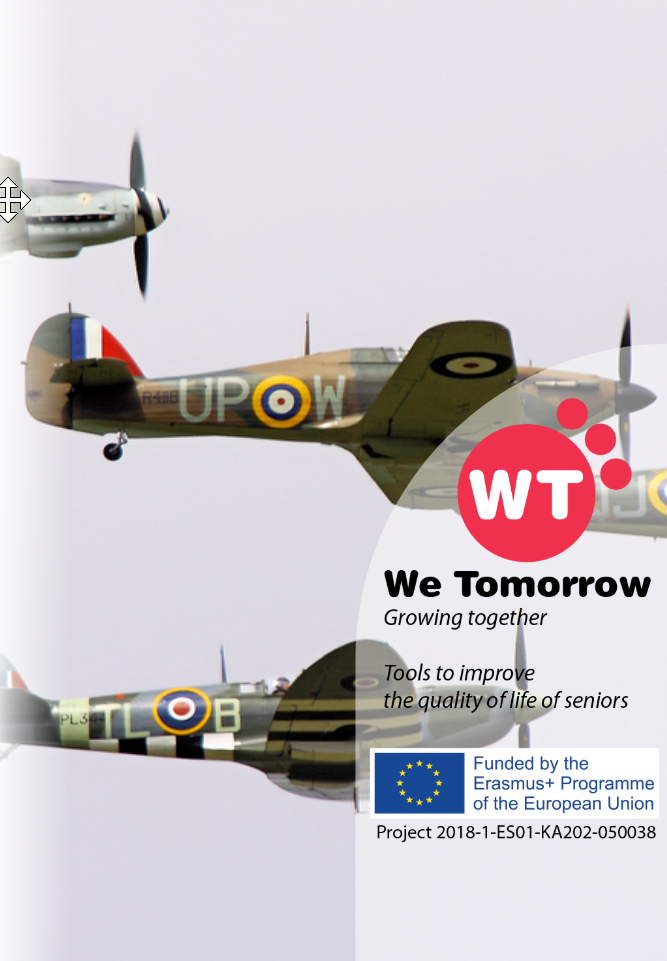 UP W
WT
We Tomorrow
Growing together
Tools to improve
the quality of life of seniors
TL B
Funded by the
Erasmus+ Programme
of the European Union
Project 2018-1-ES01-KA202-050038